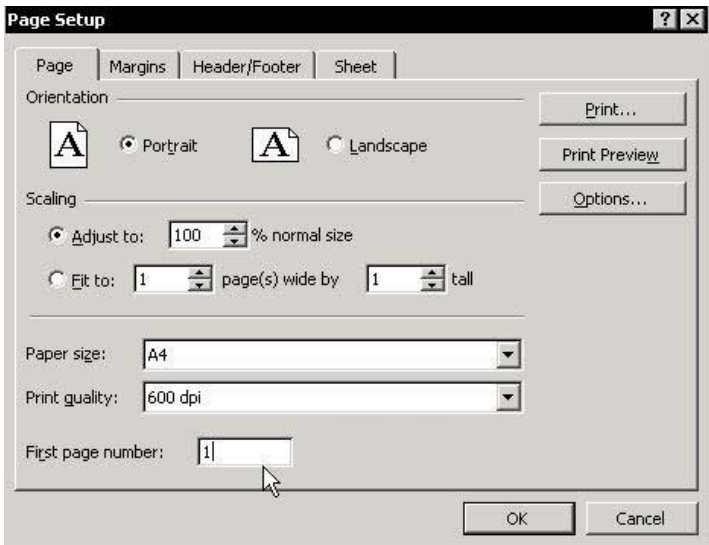 Page Setup ? X
Page Margins Header/Footer Sheet
Orientation
A Portrait A Landscape
Scaling
Adjust to: 100 % normal size
Fit to: 1 page(s) wide by 1 tall
Paper size: A4
Print quality: 600 dpi
First page number: 1
Print...
Print Preview
Options...
OK Cancel